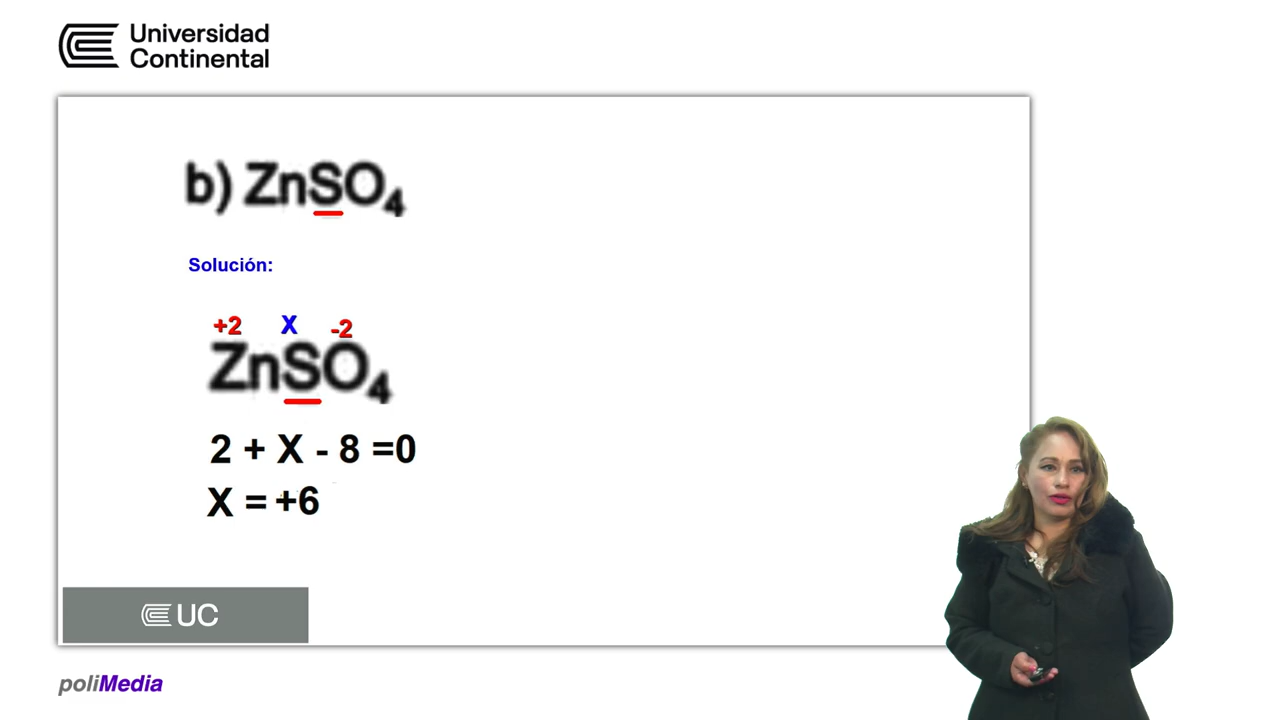 Universidad
Continental
b) ZnSO₄
Solución:
+2 X -2
ZnSO₄
2 + X - 8 =0
X = +6
UC
poliMedia